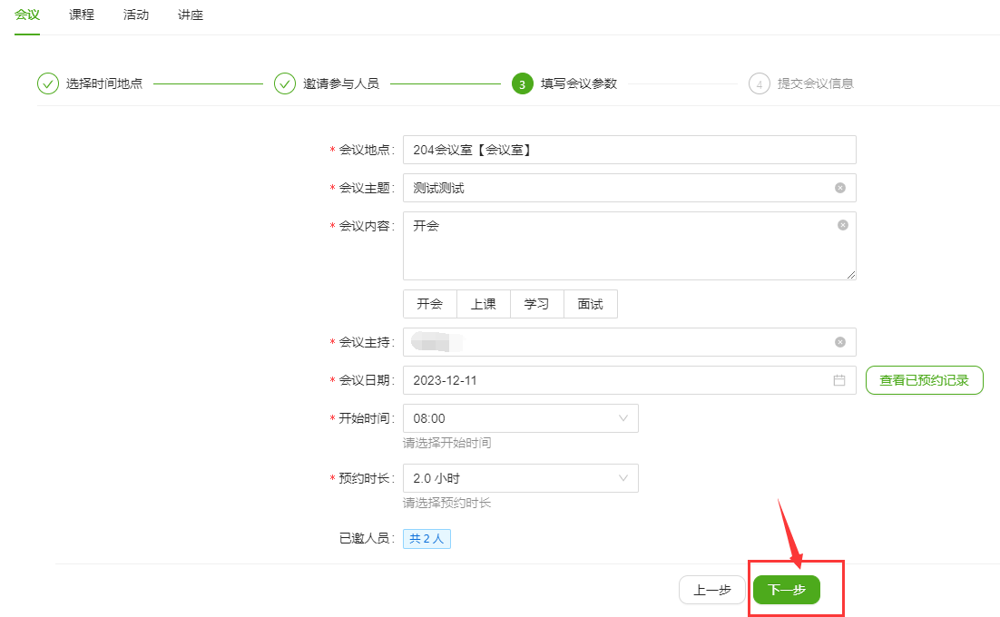 会议 课程 活动 讲座
选择时间地点 邀请参与人员 3 填写会议参数 4 提交会议信息
* 会议地点: 204会议室【会议室】
* 会议主题: 测试测试
* 会议内容: 开会
开会 上课 学习 面试
* 会议主持:
* 会议日期: 2023-12-11 查看已预约记录
* 开始时间: 08:00
请选择开始时间
* 预约时长: 2.0 小时
请选择预约时长
已邀人员: 共 2 人
上一步 下一步